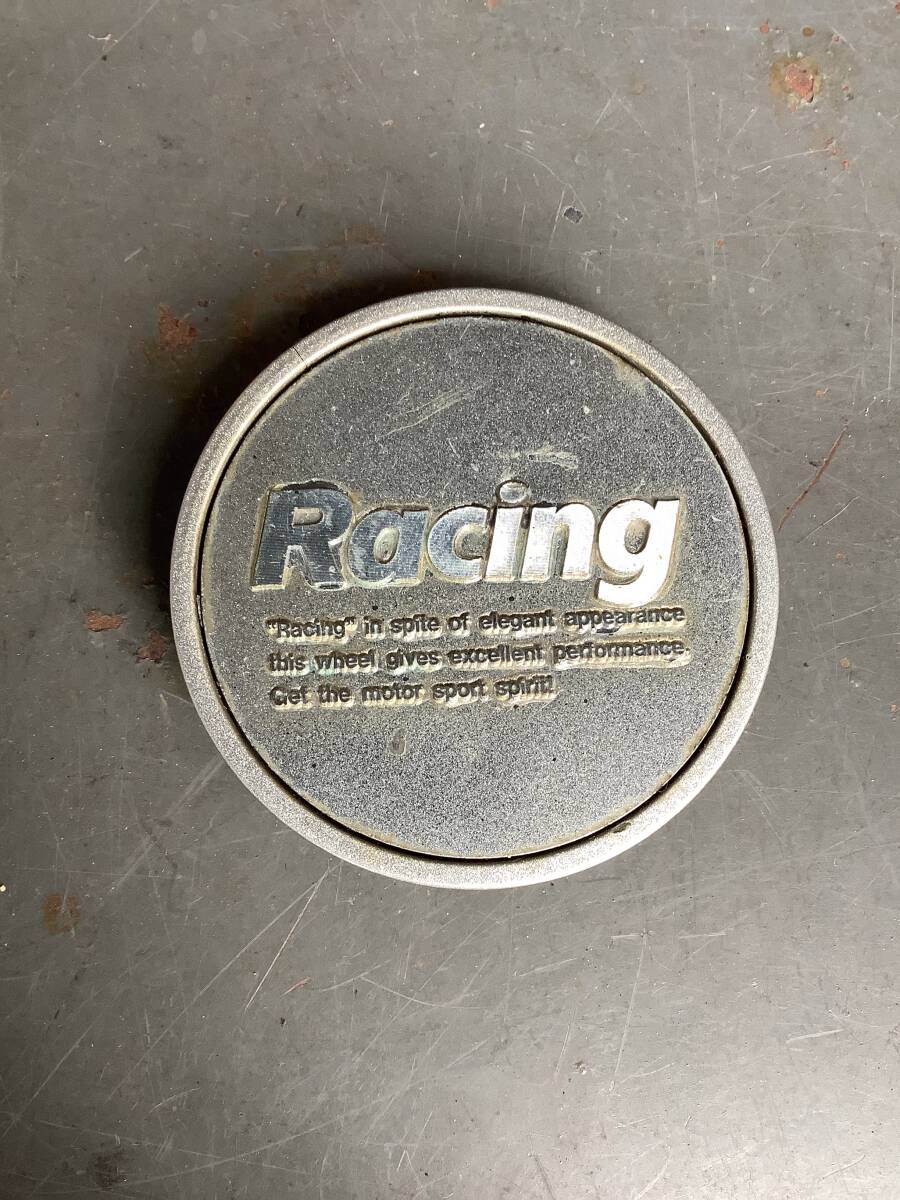 Racing
"Racing" in spite of elegant appearance
this wheel gives excellent performance.
Get the motor sport spirit!